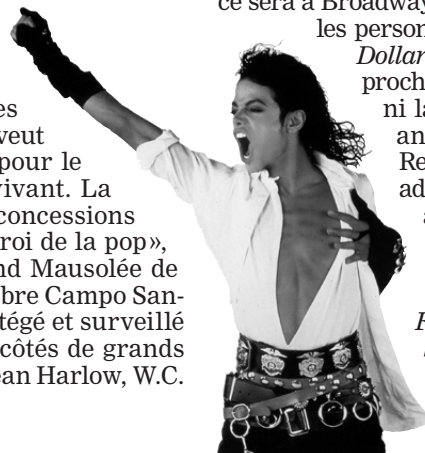 es
veut
pour le
vivant. La
concessions
roi de la pop»,
nd Mausolée de
bre Campo San-
tégé et surveillé
côtés de grands
ean Harlow, W.C.
ce sera à Broadway
les person
Dollar
proch
ni la
an
Re
ad